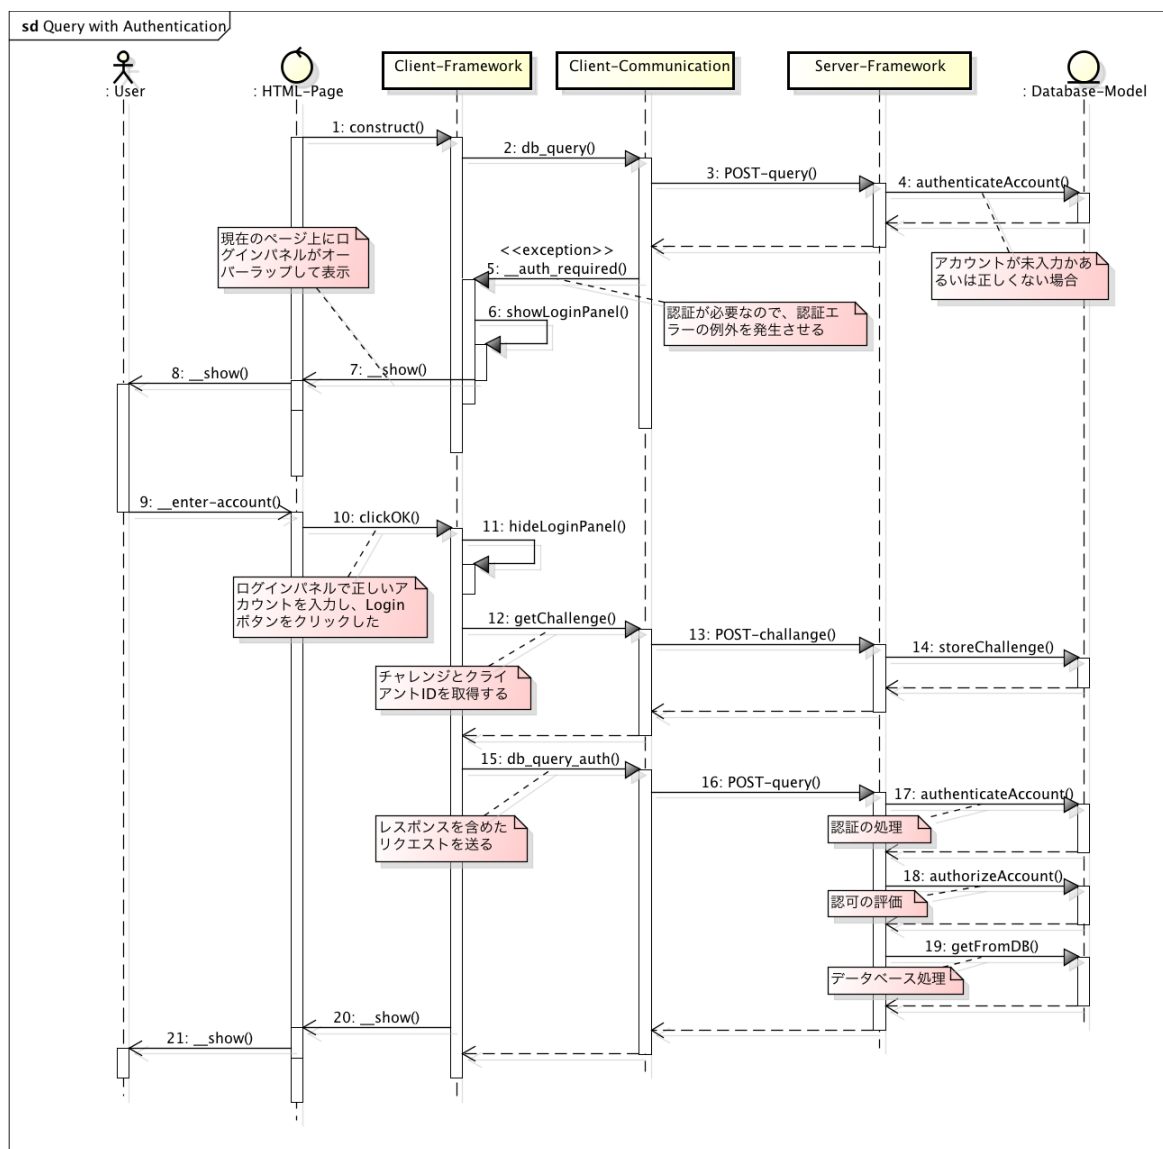 sd Query with Authentication
: User
: HTML-Page
Client-Framework
Client-Communication
Server-Framework
: Database-Model
1: construct()
2: db_query()
3: POST-query()
4: authenticateAccount()
現在のページ上にロ
グインパネルがオー
バーラップして表示
<<exception>>
5: __auth_required()
アカウントが未入力かあ
るいは正しくない場合
6: showLoginPanel()
認証が必要なので、認証エ
ラーの例外を発生させる
7: __show()
8: __show()
9: __enter-account()
10: clickOK()
11: hideLoginPanel()
ログインパネルで正しいア
カウントを入力し、Login
ボタンをクリックした
12: getChallenge()
13: POST-challange()
14: storeChallenge()
チャレンジとクライ
アントIDを取得する
15: db_query_auth()
16: POST-query()
17: authenticateAccount()
レスポンスを含めた
リクエストを送る
認証の処理
18: authorizeAccount()
認可の評価
19: getFromDB()
データベース処理
20: __show()
21: __show()